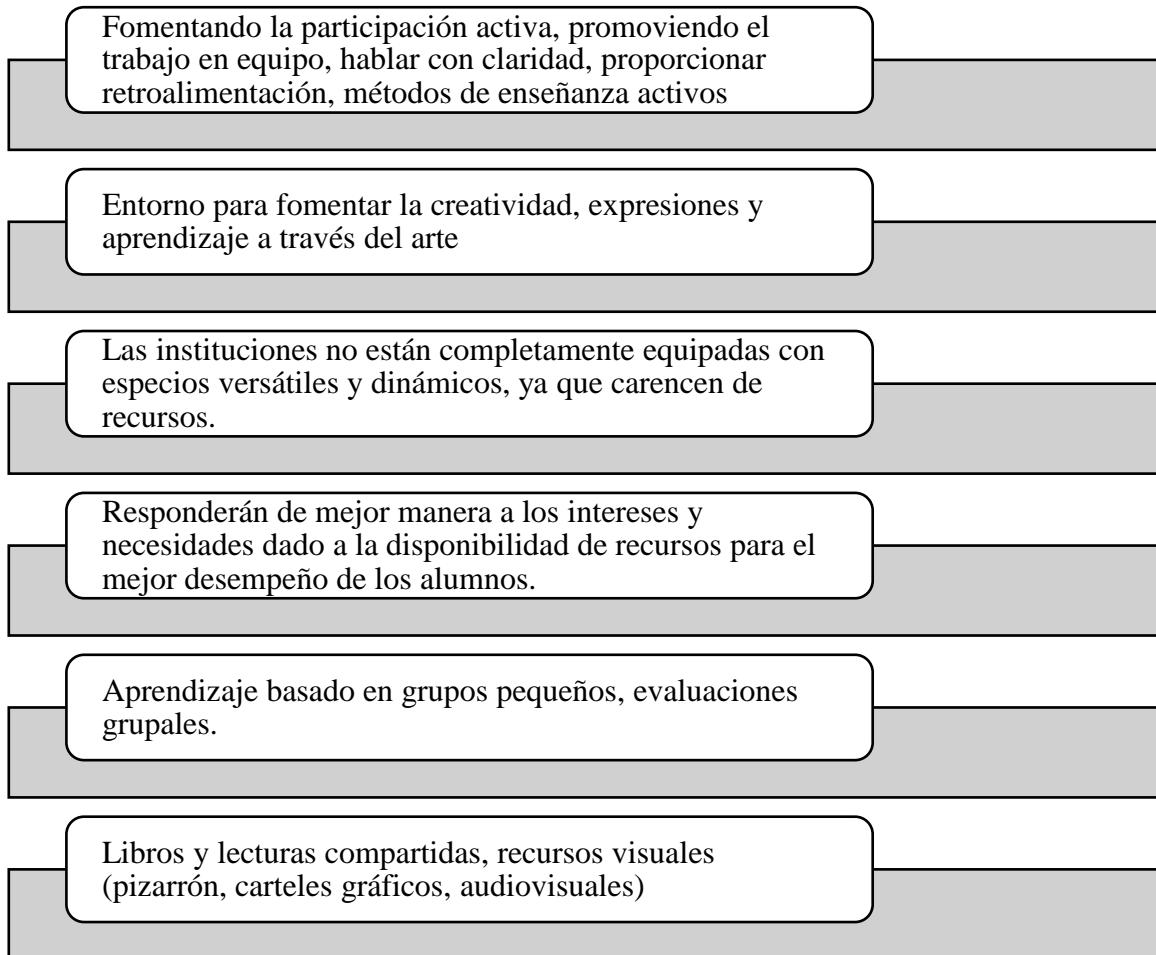 Fomentando la participación activa, promoviendo el
trabajo en equipo, hablar con claridad, proporcionar
retroalimentación, métodos de enseñanza activos
Entorno para fomentar la creatividad, expresiones y
aprendizaje a través del arte
Las instituciones no están completamente equipadas con
especios versátiles y dinámicos, ya que carencen de
recursos.
Responderán de mejor manera a los intereses y
necesidades dado a la disponibilidad de recursos para el
mejor desempeño de los alumnos.
Aprendizaje basado en grupos pequeños, evaluaciones
grupales.
Libros y lecturas compartidas, recursos visuales
(pizarrón, carteles gráficos, audiovisuales)